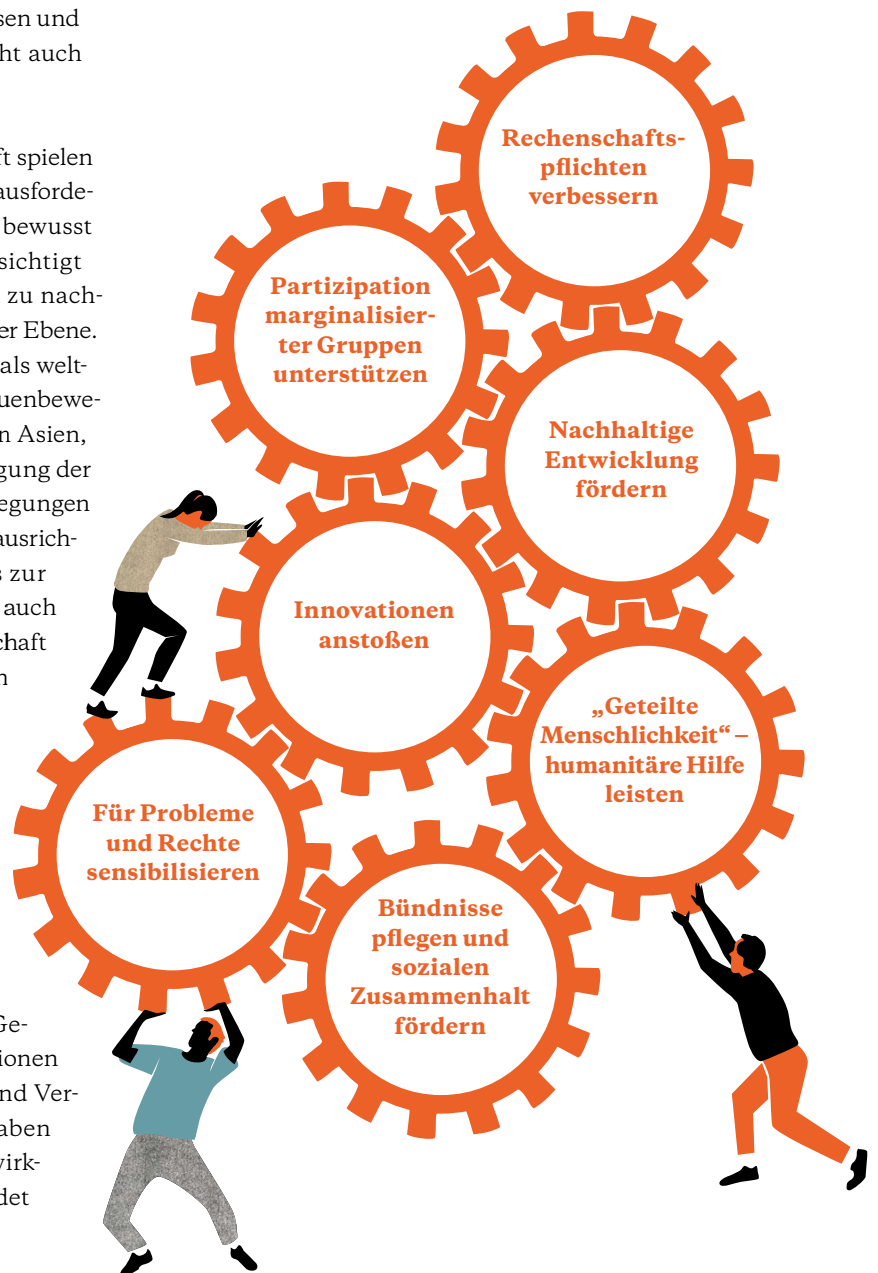 sen und
ht auch
ft spielen
ausforde-
bewusst
sichtigt
zu nach-
er Ebene.
als welt-
uenbewe-
n Asien,
gung der
egungen
ausrich-
s zur
auch
chaft
n
Ge-
ionen
nd Ver-
aben
virk-
det
Rechenschafts-
pflichten
verbessern
Partizipation
marginalisier-
ter Gruppen
unterstützen
Nachhaltige
Entwicklung
fördern
Innovationen
anstoßen
„Geteilte
Menschlichkeit“ –
humanitäre Hilfe
leisten
Für Probleme
und Rechte
sensibilisieren
Bündnisse
pflegen und
sozialen
Zusammenhalt
fördern